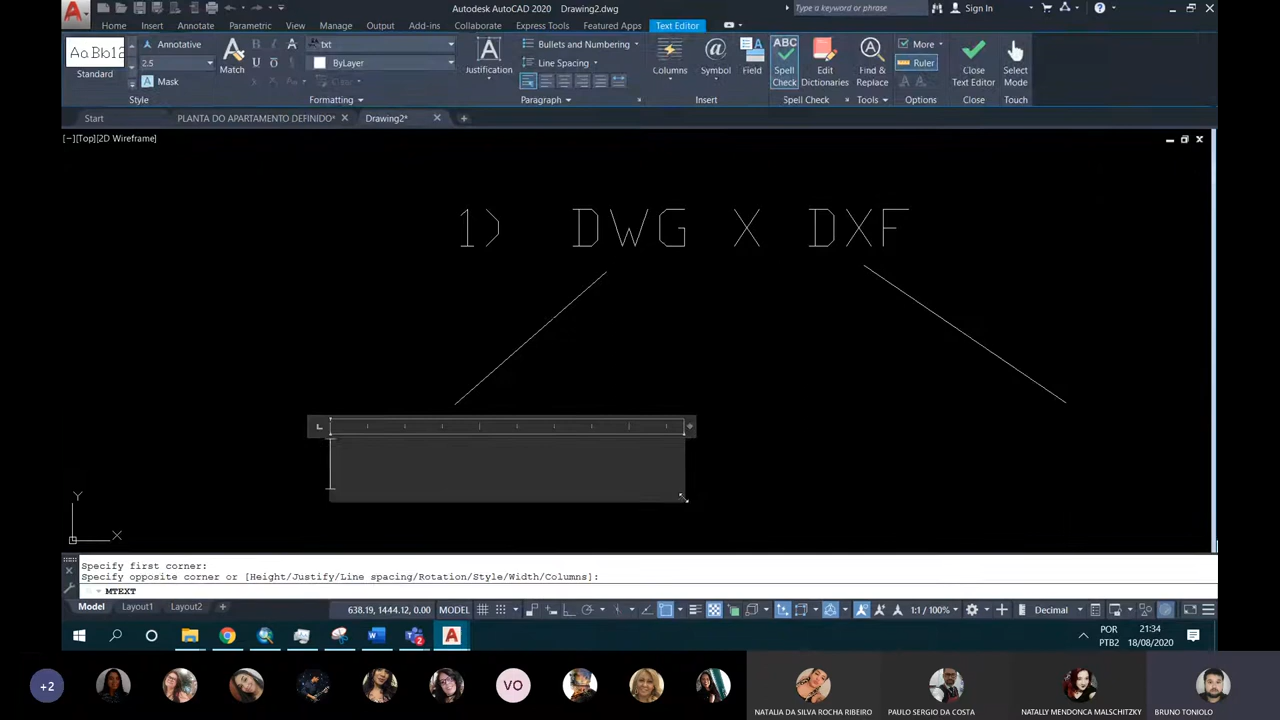 Autodesk AutoCAD 2020 Drawing2.dwg
Type a keyword or phrase
Sign In
Home Insert Annotate Parametric View Manage Output Add-ins Collaborate Express Tools Featured Apps Text Editor
Annotative
2.5
Mask
AaBb12
Standard
Match
txt
ByLayer
Justification
Bullets and Numbering
Line Spacing
Columns
Symbol
Field
ABC
Spell
Check
Edit
Dictionaries
Find &
Replace
More
Ruler
Close
Text Editor
Select
Mode
Style
Formatting
Paragraph
Insert
Spell Check
Tools
Options
Close
Touch
Start
PLANTA DO APARTAMENTO DEFINIDO*
Drawing2*
[−][Top][2D Wireframe]
1) DWG X DXF
Y
X
Specify first corner:
Specify opposite corner or [Height/Justify/Line spacing/Rotation/Style/Width/Columns]:
MTEXT
Model Layout1 Layout2 +
638.19, 1444.12, 0.00 MODEL
1:1 / 100%
Decimal
POR
PTB2
21:34
18/08/2020
+2
VO
NATALIA DA SILVA ROCHA RIBEIRO
PAULO SERGIO DA COSTA
NATALLY MENDONCA MALSCHITZKY
BRUNO TONIOLO